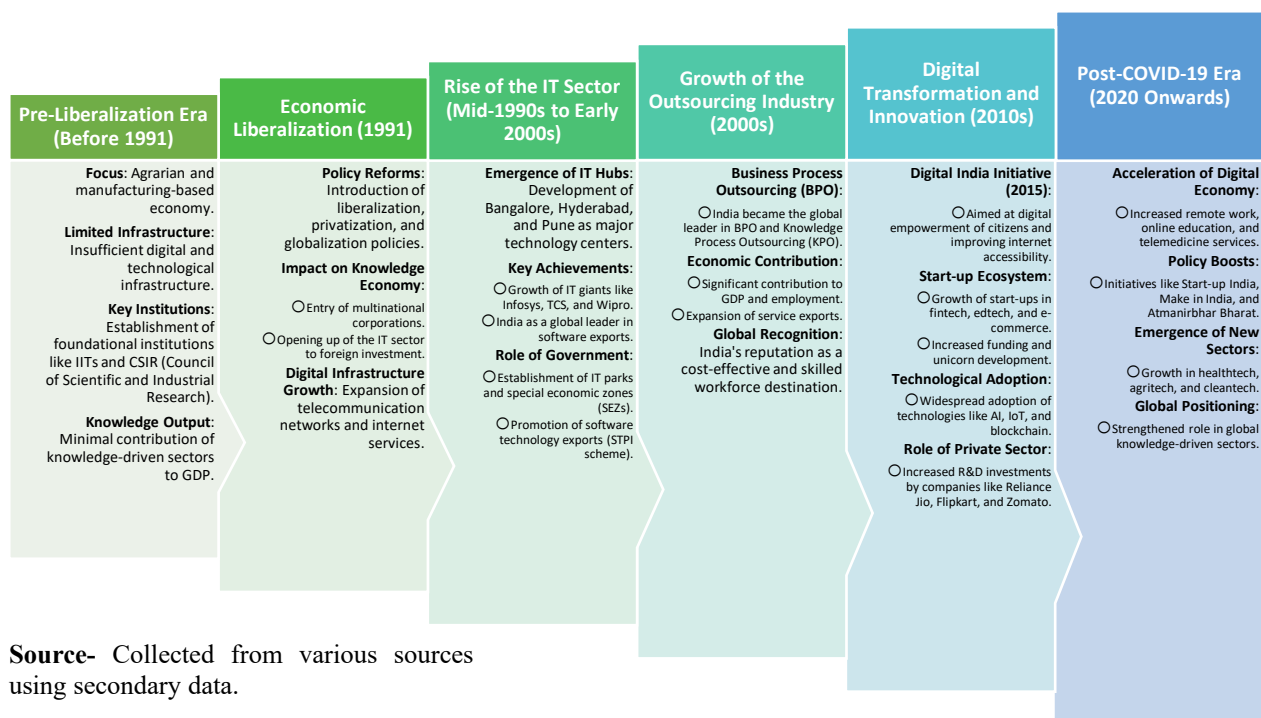 Pre-Liberalization Era
(Before 1991)
Focus: Agrarian and
manufacturing-based
economy.
Limited Infrastructure:
Insufficient digital and
technological
infrastructure.
Key Institutions:
Establishment of
foundational institutions
like IITs and CSIR (Council
of Scientific and Industrial
Research).
Knowledge Output:
Minimal contribution of
knowledge-driven sectors
to GDP.
Economic
Liberalization (1991)
Policy Reforms:
Introduction of
liberalization,
privatization, and
globalization policies.
Impact on Knowledge
Economy:
○Entry of multinational
corporations.
○Opening up of the IT sector
to foreign investment.
Digital Infrastructure
Growth: Expansion of
telecommunication
networks and internet
services.
Rise of the IT Sector
(Mid-1990s to Early
2000s)
Emergence of IT Hubs:
Development of
Bangalore, Hyderabad,
and Pune as major
technology centers.
Key Achievements:
○Growth of IT giants like
Infosys, TCS, and Wipro.
○India as a global leader in
software exports.
Role of Government:
○Establishment of IT parks
and special economic zones
(SEZs).
○Promotion of software
technology exports (STPI
scheme).
Growth of the
Outsourcing Industry
(2000s)
Business Process
Outsourcing (BPO):
○India became the global
leader in BPO and Knowledge
Process Outsourcing (KPO).
Economic Contribution:
○Significant contribution to
GDP and employment.
○Expansion of service exports.
Global Recognition:
India's reputation as a
cost-effective and skilled
workforce destination.
Digital
Transformation and
Innovation (2010s)
Digital India Initiative
(2015):
○Aimed at digital
empowerment of citizens and
improving internet
accessibility.
Start-up Ecosystem:
○Growth of start-ups in
fintech, edtech, and e-
commerce.
○Increased funding and
unicorn development.
Technological Adoption:
○Widespread adoption of
technologies like AI, IoT, and
blockchain.
Role of Private Sector:
○Increased R&D investments
by companies like Reliance
Jio, Flipkart, and Zomato.
Post-COVID-19 Era
(2020 Onwards)
Acceleration of Digital
Economy:
○Increased remote work,
online education, and
telemedicine services.
Policy Boosts:
○Initiatives like Start-up India,
Make in India, and
Atmanirbhar Bharat.
Emergence of New
Sectors:
○Growth in healthtech,
agritech, and cleantech.
Global Positioning:
○Strengthened role in global
knowledge-driven sectors.
Source- Collected from various sources
using secondary data.